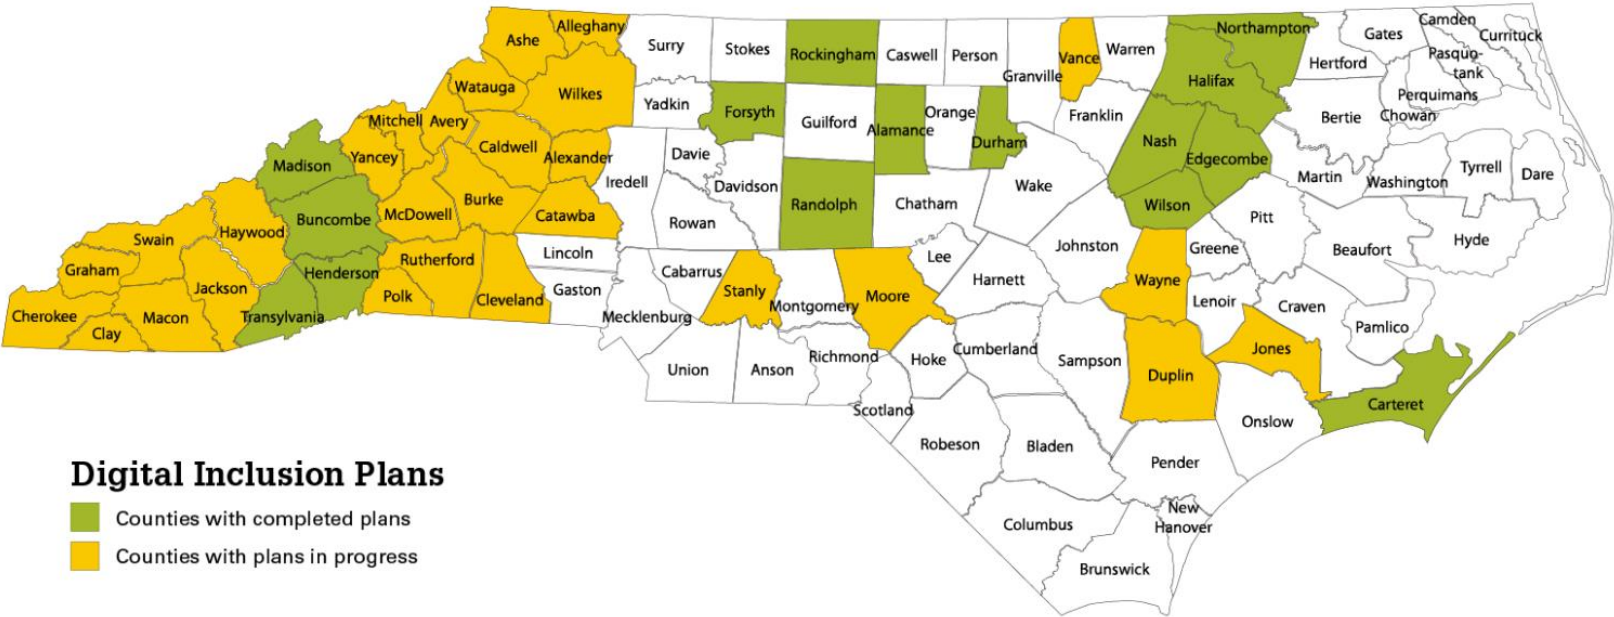 Ashe
Alleghany
Surry
Stokes
Rockingham
Caswell
Person
Granville
Vance
Warren
Northampton
Gates
Camden
Currituck
Pasquo-
tank
Hertford
Halifax
Perquimans
Chowan
Bertie
Watauga
Wilkes
Yadkin
Forsyth
Guilford
Alamance
Orange
Durham
Franklin
Mitchell
Avery
Caldwell
Alexander
Yancey
Madison
Iredell
Davie
Davidson
Randolph
Chatham
Wake
Nash
Edgecombe
Martin
Washington
Tyrrell
Dare
Wilson
Pitt
Beaufort
Hyde
Swain
Haywood
Buncombe
McDowell
Burke
Catawba
Rowan
Lincoln
Graham
Jackson
Henderson
Rutherford
Cleveland
Gaston
Cabarrus
Stanly
Montgomery
Moore
Lee
Harnett
Johnston
Wayne
Greene
Lenoir
Craven
Pamlico
Cherokee
Clay
Macon
Transylvania
Polk
Mecklenburg
Union
Anson
Richmond
Scotland
Hoke
Cumberland
Sampson
Duplin
Jones
Onslow
Carteret
Robeson
Bladen
Pender
Columbus
New
Hanover
Brunswick
Digital Inclusion Plans
Counties with completed plans
Counties with plans in progress